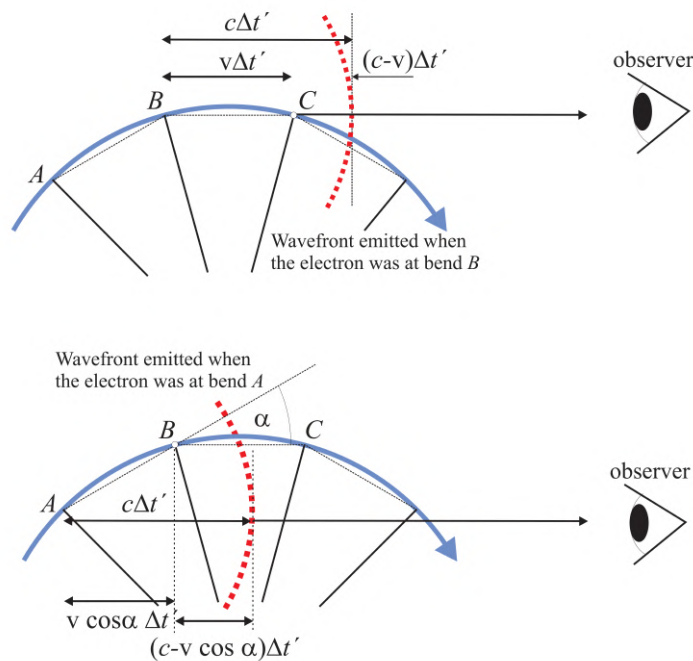 cΔt′
vΔt′
(c-v)Δt′
observer
B
C
A
Wavefront emitted when
the electron was at bend B
Wavefront emitted when
the electron was at bend A
α
B
C
observer
A
cΔt′
v cosα Δt′
(c-v cos α)Δt′